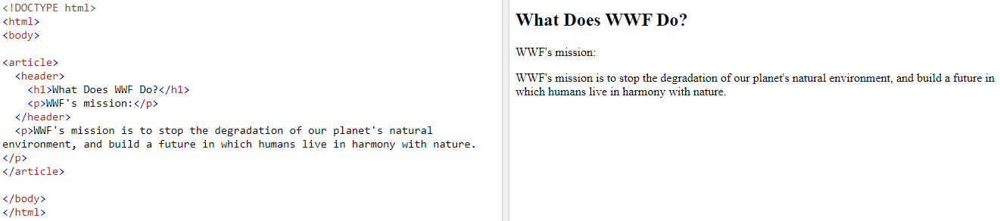 <!DOCTYPE html>
<html>
<body>

<article>
  <header>
    <h1>What Does WWF Do?</h1>
    <p>WWF's mission:</p>
  </header>
  <p>WWF's mission is to stop the degradation of our planet's natural
environment, and build a future in which humans live in harmony with nature.
</p>
</article>

</body>
</html>
What Does WWF Do?
WWF's mission:
WWF's mission is to stop the degradation of our planet's natural environment, and build a future in
which humans live in harmony with nature.